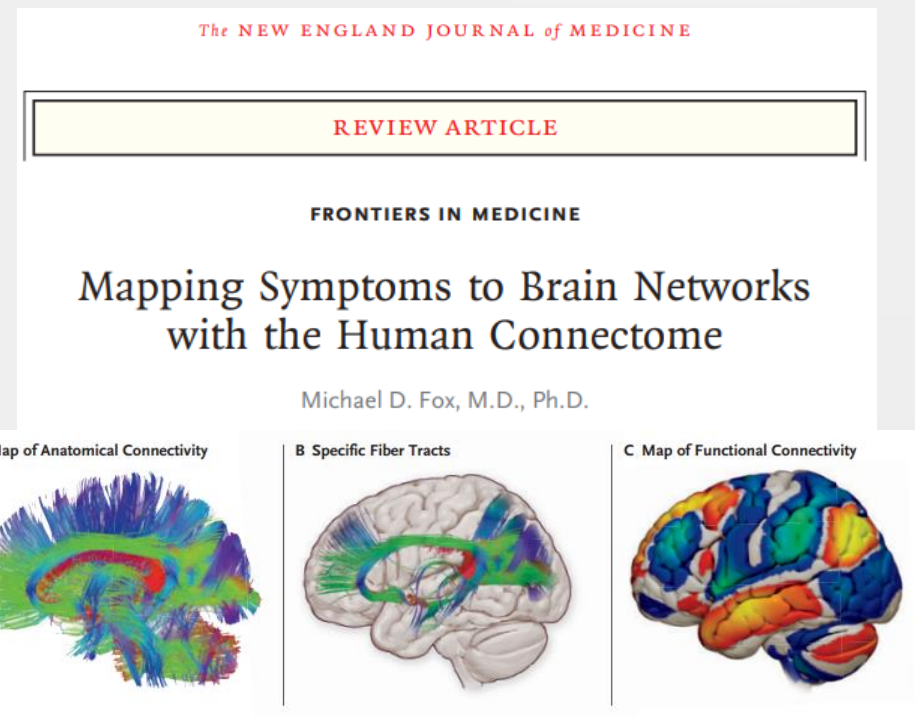 The NEW ENGLAND JOURNAL of MEDICINE
REVIEW ARTICLE
FRONTIERS IN MEDICINE
Mapping Symptoms to Brain Networks
with the Human Connectome
Michael D. Fox, M.D., Ph.D.
ap of Anatomical Connectivity
B Specific Fiber Tracts
C Map of Functional Connectivity